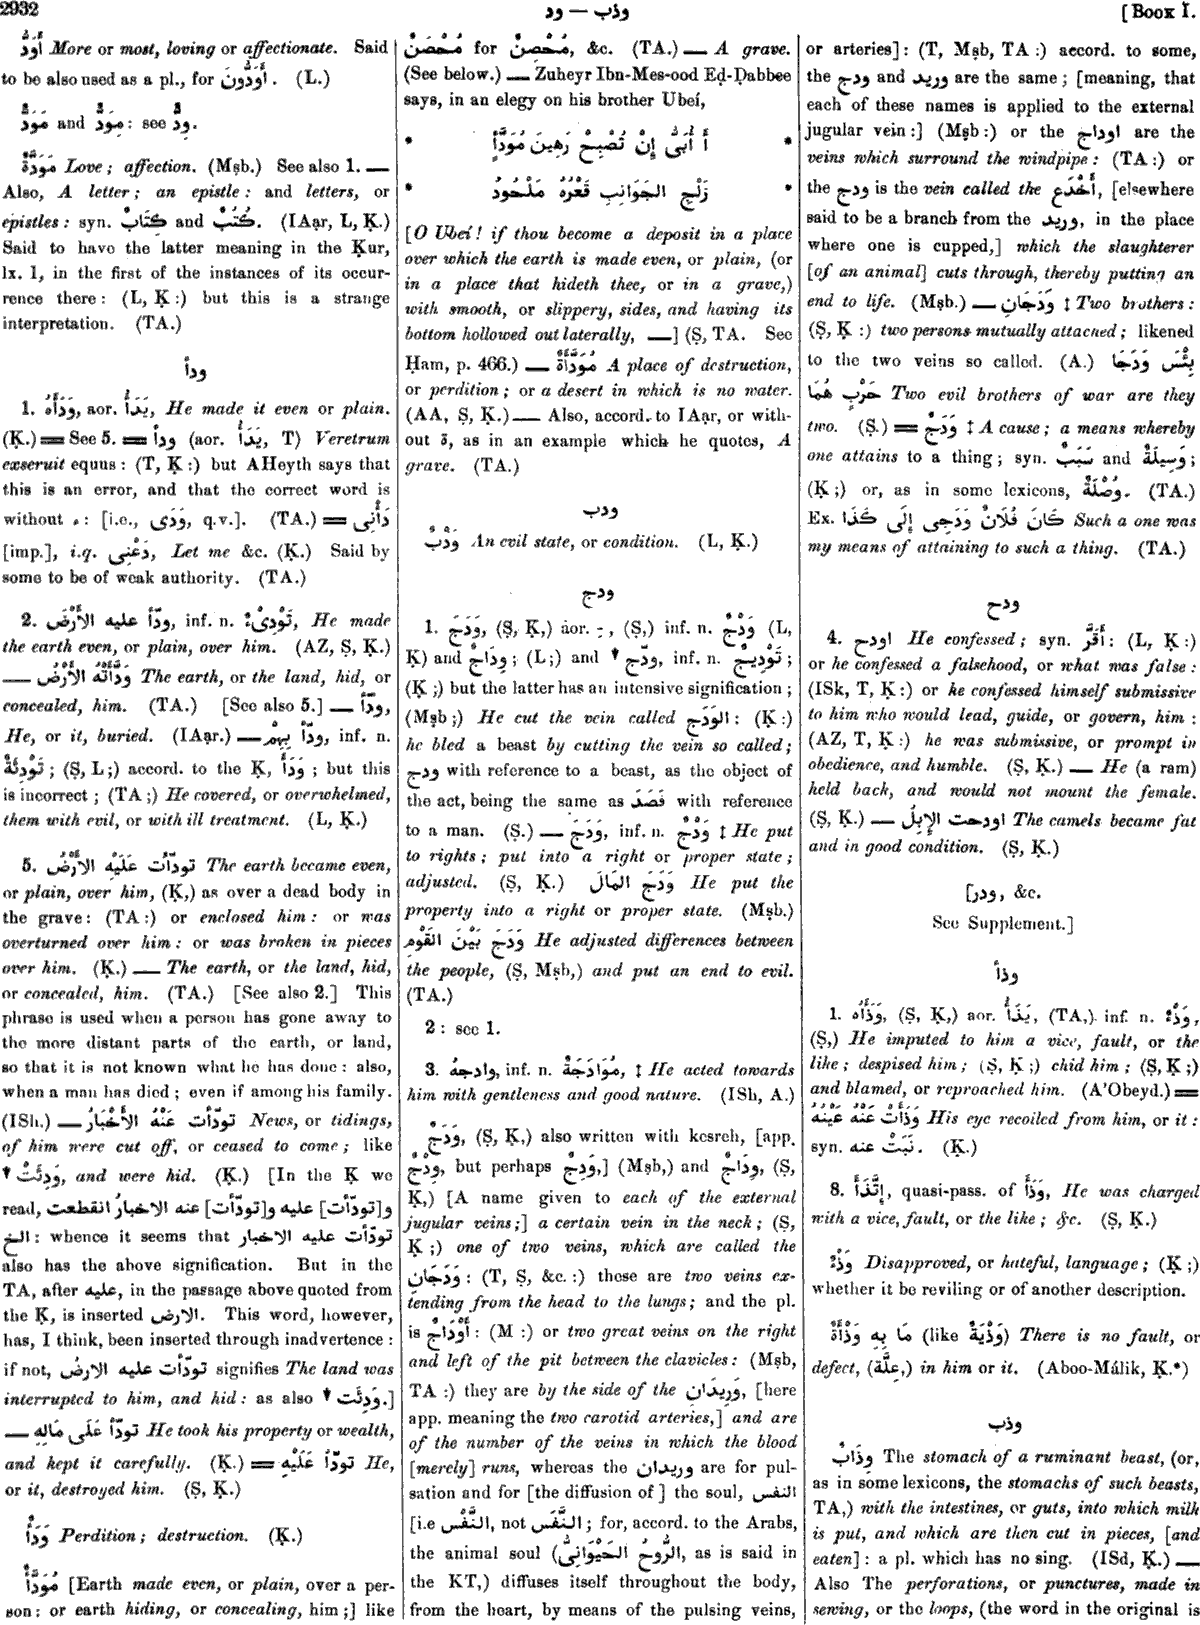 2932
ود — وذب
[Book I.
أَوَدُّ More or most, loving or affectionate. Said
to be also used as a pl., for أَوَدُّونَ. (L.)
مَوَدٌّ and مِوَدٌّ: see وِدٌّ.
مَوَدَّةٌ Love; affection. (Mṣb.) See also 1. —
Also, A letter; an epistle: and letters, or
epistles: syn. كِتَابٌ and كُتُبٌ. (IAạr, L, Ḳ.)
Said to have the latter meaning in the Ḳur,
lx. 1, in the first of the instances of its occur-
rence there: (L, Ḳ:) but this is a strange
interpretation. (TA.)
ودأ
1. وَدَأَهُ, aor. يَدَأُ, He made it even or plain.
(Ḳ.) == See 5. == ودأ (aor. يَدَأُ, T) Veretrum
exseruit equus: (T, Ḳ:) but AHeyth says that
this is an error, and that the correct word is
without ء: [i.e., وَدَى, q.v.]. (TA.) == دَأْنِى
[imp.], i.q. دَعْنِى, Let me &c. (Ḳ.) Said by
some to be of weak authority. (TA.)
2. ودّأ عليه الأَرْضَ, inf. n. تَوْدِىْءٌ, He made
the earth even, or plain, over him. (AZ, Ṣ, Ḳ.)
— وَدَّأَتْهُ الأَرْضُ The earth, or the land, hid, or
concealed, him. (TA.) [See also 5.] — ودّأ,
He, or it, buried. (IAạr.) — ودّأ بِهِمْ, inf. n.
تَوْدِئَةٌ; (Ṣ, L;) accord. to the Ḳ, وَدَأَ; but this
is incorrect; (TA;) He covered, or overwhelmed,
them with evil, or with ill treatment. (L, Ḳ.)
5. تودّأت عَلَيْهِ الأَرْضُ The earth became even,
or plain, over him, (Ḳ,) as over a dead body in
the grave: (TA:) or enclosed him: or was
overturned over him: or was broken in pieces
over him. (Ḳ.) — The earth, or the land, hid,
or concealed, him. (TA.) [See also 2.] This
phrase is used when a person has gone away to
the more distant parts of the earth, or land,
so that it is not known what he has done: also,
when a man has died; even if among his family.
(ISh.) — تودّأت عَنْهُ الأَخْبَارُ News, or tidings,
of him were cut off, or ceased to come; like
وَدِئَتْ, and were hid. (Ḳ.) [In the Ḳ we
read, و[تودّأت] عليه و[تودّأت] عنه الاخبارُ انقطعت
الخ: whence it seems that تودّأت عليه الاخبار
also has the above signification. But in the
TA, after عليه, in the passage above quoted from
the Ḳ, is inserted الارض. This word, however,
has, I think, been inserted through inadvertence:
if not, تودّأت عليه الارضُ signifies The land was
interrupted to him, and hid: as also وَدِئَت.]
— تودّأ عَلَى مَالِهِ He took his property or wealth,
and kept it carefully. (Ḳ.) == تودّأ عَلَيْهِ He,
or it, destroyed him. (Ṣ, Ḳ.)
وَدَأٌ Perdition; destruction. (Ḳ.)
مُوَدَّأٌ [Earth made even, or plain, over a per-
son: or earth hiding, or concealing, him;] like
مُحْصَنٌ for مُحْصِنٌ, &c. (TA.) — A grave.
(See below.) — Zuheyr Ibn-Mes-ood Eḍ-Ḍabbee
says, in an elegy on his brother Ubeí,
* أَ أُبَىُّ إِنْ تُصْبِحْ رَهِينَ مُوَدَّأٍ *
* زَلْجِ الجَوَانِبِ قَعْرُهُ مَلْحُودُ *
[O Ubeí! if thou become a deposit in a place
over which the earth is made even, or plain, (or
in a place that hideth thee, or in a grave,)
with smooth, or slippery, sides, and having its
bottom hollowed out laterally, —] (Ṣ, TA. See
Ḥam, p. 466.) — مُوَدَّأَةٌ A place of destruction,
or perdition; or a desert in which is no water.
(AA, Ṣ, Ḳ.) — Also, accord. to IAạr, or with-
out ة, as in an example which he quotes, A
grave. (TA.)
ودب
وَدْبٌ An evil state, or condition. (L, Ḳ.)
ودج
1. وَدَجَ, (Ṣ, Ḳ,) aor. ـِ, (Ṣ,) inf. n. وَدْجٌ (L,
Ḳ) and وِدَاجٌ; (L;) and ودّج, inf. n. تَوْدِيجٌ;
(Ḳ;) but the latter has an intensive signification;
(Mṣb;) He cut the vein called الوَدَج: (Ḳ:)
he bled a beast by cutting the vein so called;
ودج with reference to a beast, as the object of
the act, being the same as فَصَدَ with reference
to a man. (Ṣ.) — وَدَجَ, inf. n. وَدْجٌ ‡ He put
to rights; put into a right or proper state;
adjusted. (Ṣ, Ḳ.) وَدَجَ المَالَ He put the
property into a right or proper state. (Mṣb.)
وَدَجَ بَيْنَ القَوْمِ He adjusted differences between
the people, (Ṣ, Mṣb,) and put an end to evil.
(TA.)
2: see 1.
3. وادجهُ, inf. n. مُوَادَجَةٌ, ‡ He acted towards
him with gentleness and good nature. (ISh, A.)
وَدَجٌ, (Ṣ, Ḳ,) also written with kesreh, [app.
وِدْجٌ, but perhaps وَدِجٌ,] (Mṣb,) and وِدَاجٌ, (Ṣ,
Ḳ,) [A name given to each of the external
jugular veins;] a certain vein in the neck; (Ṣ,
Ḳ;) one of two veins, which are called the
وَدَجَانِ: (T, Ṣ, &c.:) these are two veins ex-
tending from the head to the lungs; and the pl.
is أَوْدَاجٌ: (M:) or two great veins on the right
and left of the pit between the clavicles: (Mṣb,
TA:) they are by the side of the وَرِيدَانِ, [here
app. meaning the two carotid arteries,] and are
of the number of the veins in which the blood
[merely] runs, whereas the وريدان are for pul-
sation and for [the diffusion of] the soul, النفس
[i.e النَّفْس, not النَّفَس; for, accord. to the Arabs,
the animal soul (الرُّوحُ الحَيْوَانِىُّ, as is said in
the KT,) diffuses itself throughout the body,
from the heart, by means of the pulsing veins,
or arteries]: (T, Mṣb, TA:) accord. to some,
the ودج and وريد are the same; [meaning, that
each of these names is applied to the external
jugular vein:] (Mṣb:) or the اوداج are the
veins which surround the windpipe: (TA:) or
the ودج is the vein called the أَخْدَع, [elsewhere
said to be a branch from the وريد, in the place
where one is cupped,] which the slaughterer
[of an animal] cuts through, thereby putting an
end to life. (Mṣb.) — وَدَجَانِ ‡ Two brothers:
(Ṣ, Ḳ:) two persons mutually attached; likened
to the two veins so called. (A.) بِئْسَ وَدَجَا
حَرْبٍ هُمَا Two evil brothers of war are they
two. (Ṣ.) == وَدَجٌ ‡ A cause; a means whereby
one attains to a thing; syn. سَبَبٌ and وَسِيلَةٌ;
(Ḳ;) or, as in some lexicons, وُصْلَةٌ. (TA.)
Ex. كَانَ فُلَانٌ وَدَجِى إِلَى كَذَا Such a one was
my means of attaining to such a thing. (TA.)
ودح
4. اودح He confessed; syn. أَقَرَّ: (L, Ḳ:)
or he confessed a falsehood, or what was false:
(ISk, T, Ḳ:) or he confessed himself submissive
to him who would lead, guide, or govern, him:
(AZ, T, Ḳ:) he was submissive, or prompt in
obedience, and humble. (Ṣ, Ḳ.) — He (a ram)
held back, and would not mount the female.
(Ṣ, Ḳ.) — اودحت الإِبِلُ The camels became fat
and in good condition. (Ṣ, Ḳ.)
[ودر, &c.
See Supplement.]
وذأ
1. وَذَأَهُ, (Ṣ, Ḳ,) aor. يَذَأُ, (TA,) inf. n. وَذْءٌ,
(Ṣ,) He imputed to him a vice, fault, or the
like; despised him; (Ṣ, Ḳ;) chid him; (Ṣ, Ḳ;)
and blamed, or reproached him. (A'Obeyd.) ==
وَذَأَتْ عَنْهُ عَيْنُهُ His eye recoiled from him, or it:
syn. نَبَتْ عنه. (Ḳ.)
8. إِتَّذَأَ, quasi-pass. of وَذَأَ, He was charged
with a vice, fault, or the like; &c. (Ṣ, Ḳ.)
وَذْءٌ Disapproved, or hateful, language; (Ḳ;)
whether it be reviling or of another description.
مَا بِهِ وَذْأَةٌ (like وَذْيَةٌ) There is no fault, or
defect, (عِلَّة,) in him or it. (Aboo-Málik, Ḳ.*)
وذب
وِذَابٌ The stomach of a ruminant beast, (or,
as in some lexicons, the stomachs of such beasts,
TA,) with the intestines, or guts, into which milk
is put, and which are then cut in pieces, [and
eaten]: a pl. which has no sing. (ISd, Ḳ.) —
Also The perforations, or punctures, made in
sewing, or the loops, (the word in the original is